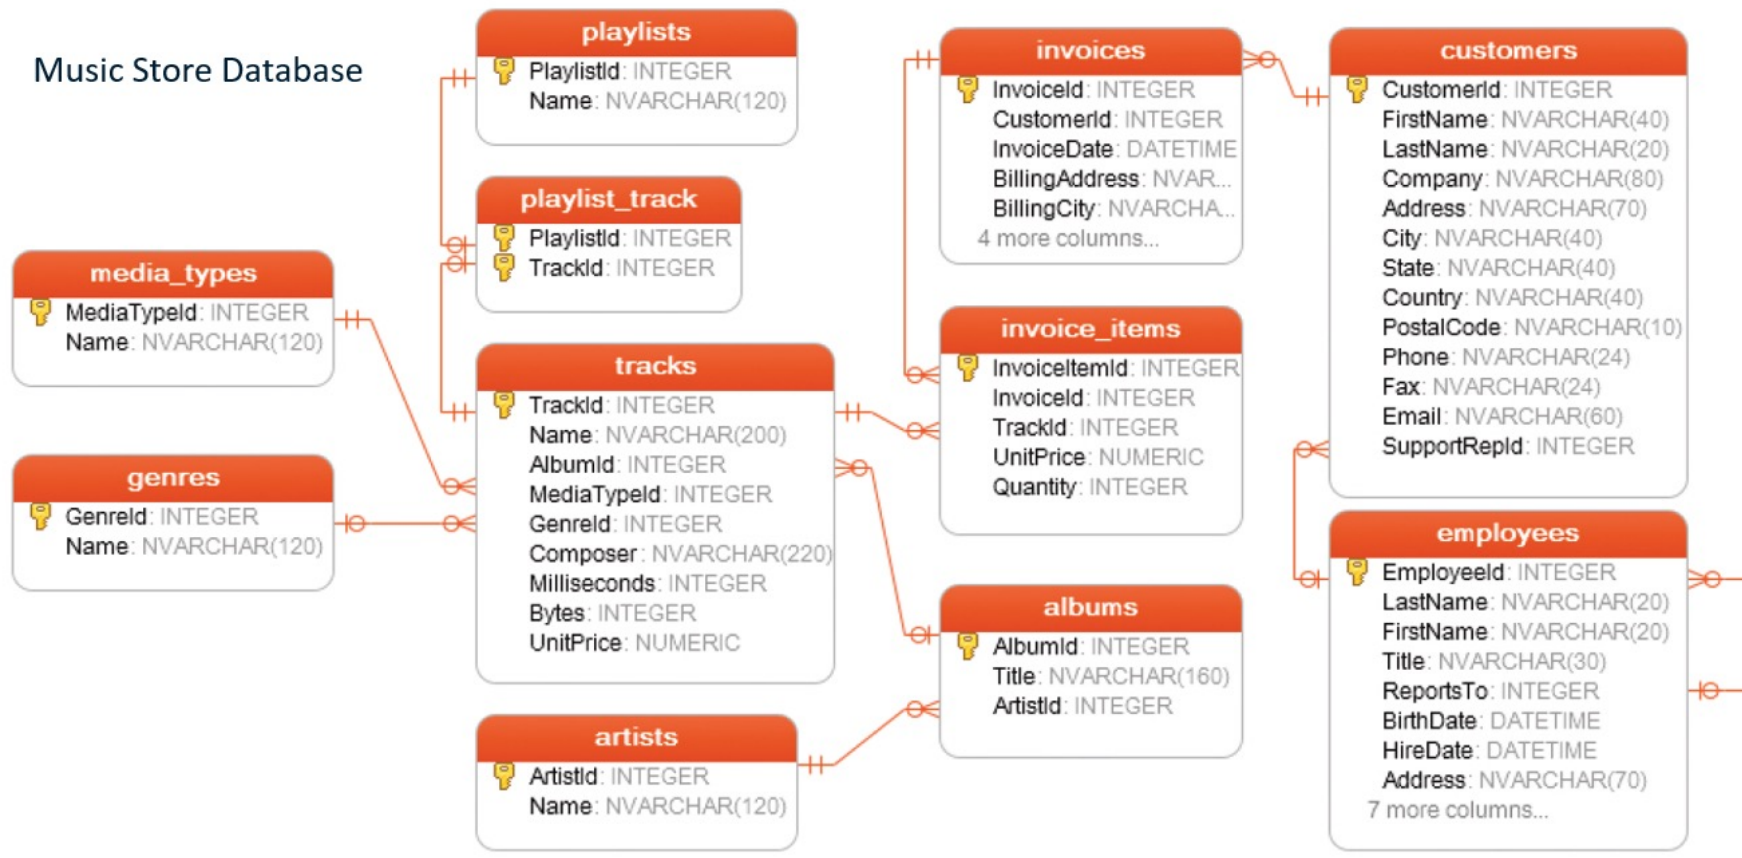 Music Store Database
playlists
PlaylistId: INTEGER
Name: NVARCHAR(120)
playlist_track
PlaylistId: INTEGER
TrackId: INTEGER
media_types
MediaTypeId: INTEGER
Name: NVARCHAR(120)
genres
GenreId: INTEGER
Name: NVARCHAR(120)
tracks
TrackId: INTEGER
Name: NVARCHAR(200)
AlbumId: INTEGER
MediaTypeId: INTEGER
GenreId: INTEGER
Composer: NVARCHAR(220)
Milliseconds: INTEGER
Bytes: INTEGER
UnitPrice: NUMERIC
artists
ArtistId: INTEGER
Name: NVARCHAR(120)
invoices
InvoiceId: INTEGER
CustomerId: INTEGER
InvoiceDate: DATETIME
BillingAddress: NVAR...
BillingCity: NVARCHA...
4 more columns...
invoice_items
InvoiceItemId: INTEGER
InvoiceId: INTEGER
TrackId: INTEGER
UnitPrice: NUMERIC
Quantity: INTEGER
albums
AlbumId: INTEGER
Title: NVARCHAR(160)
ArtistId: INTEGER
customers
CustomerId: INTEGER
FirstName: NVARCHAR(40)
LastName: NVARCHAR(20)
Company: NVARCHAR(80)
Address: NVARCHAR(70)
City: NVARCHAR(40)
State: NVARCHAR(40)
Country: NVARCHAR(40)
PostalCode: NVARCHAR(10)
Phone: NVARCHAR(24)
Fax: NVARCHAR(24)
Email: NVARCHAR(60)
SupportRepId: INTEGER
employees
EmployeeId: INTEGER
LastName: NVARCHAR(20)
FirstName: NVARCHAR(20)
Title: NVARCHAR(30)
ReportsTo: INTEGER
BirthDate: DATETIME
HireDate: DATETIME
Address: NVARCHAR(70)
7 more columns...